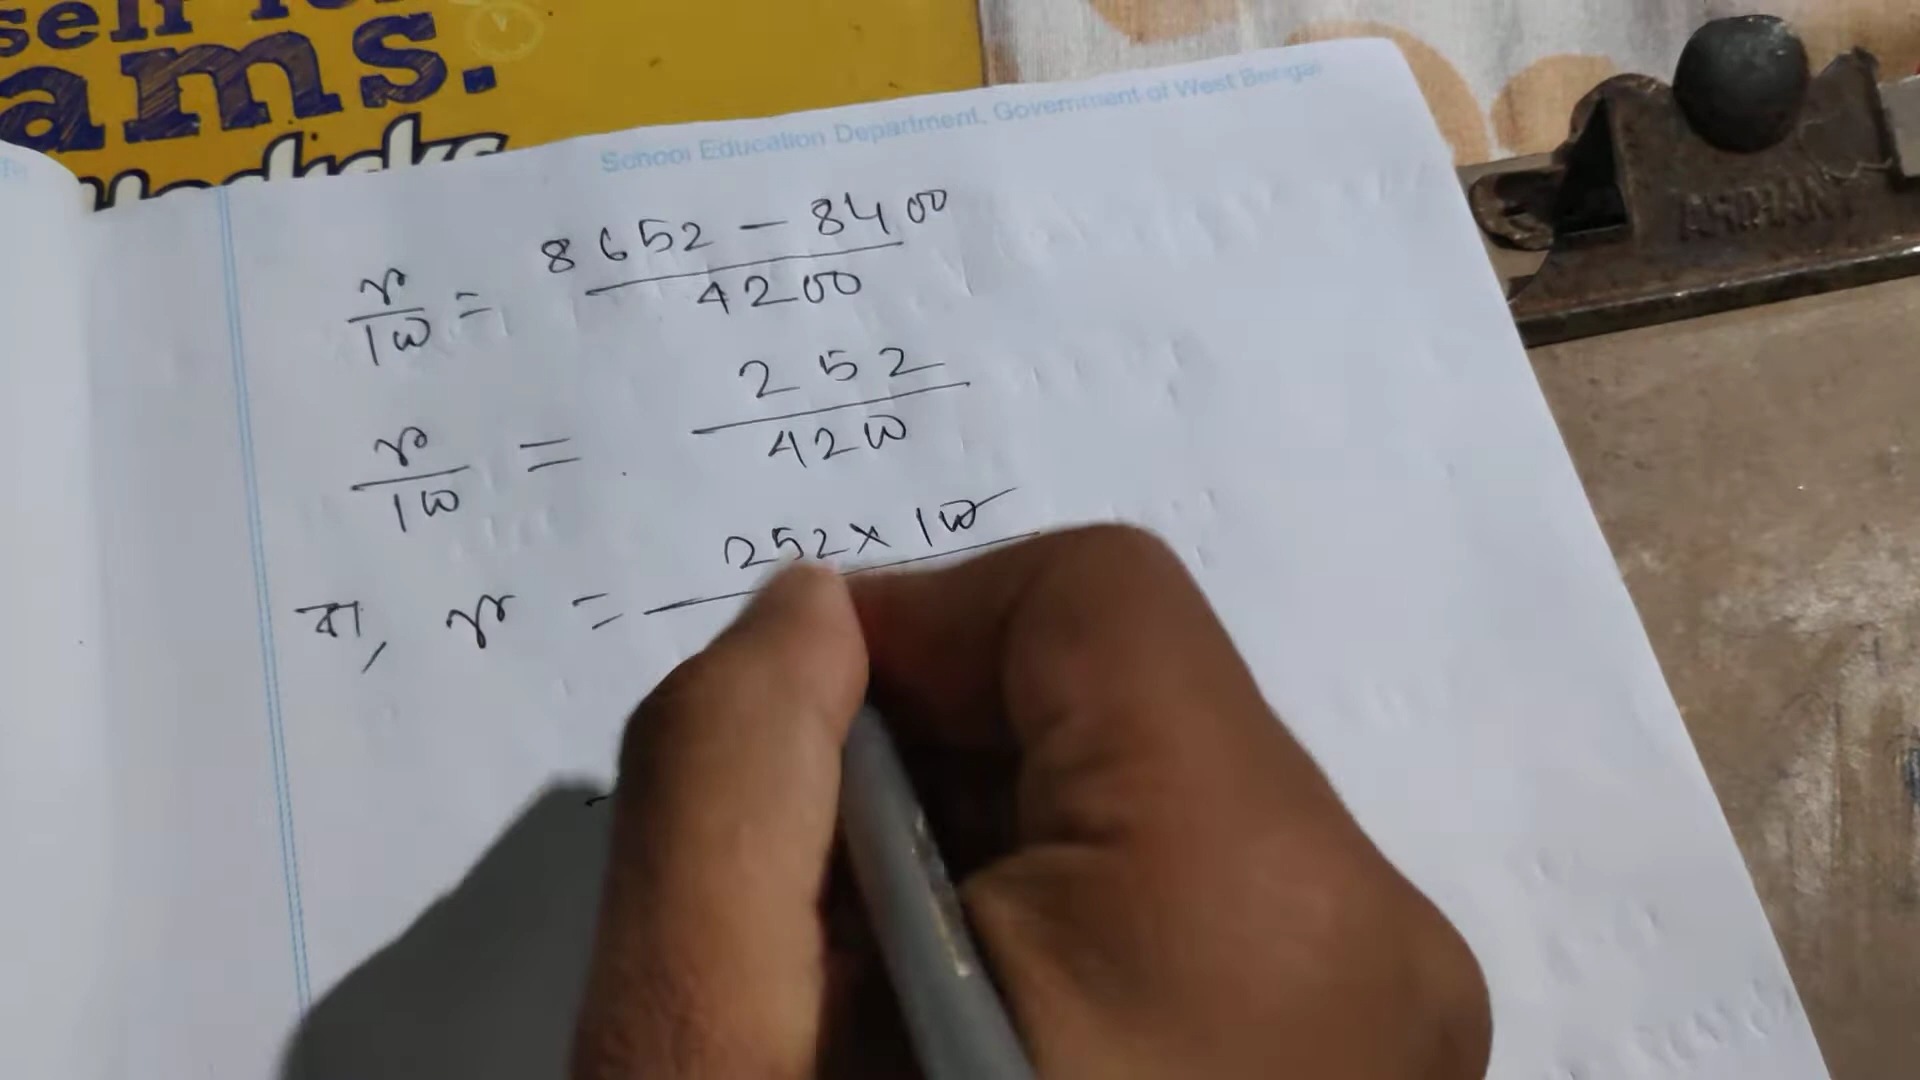 self
ams.
School Education Department, Government of West Bengal
r/100 = 8652 - 8400 / 4200
r/100 = 252 / 4200
বা, r = 252 × 100